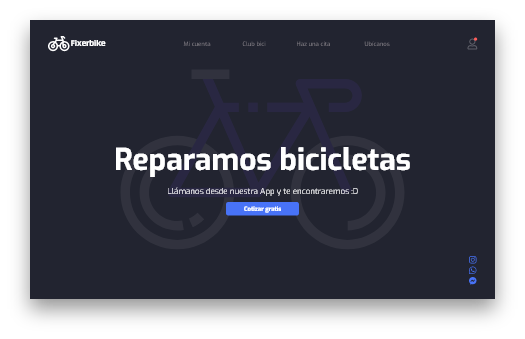 Fixerbike
Mi cuenta
Club bici
Haz una cita
Ubícanos
Reparamos bicicletas
Llámanos desde nuestra App y te encontraremos :D
Cotizar gratis